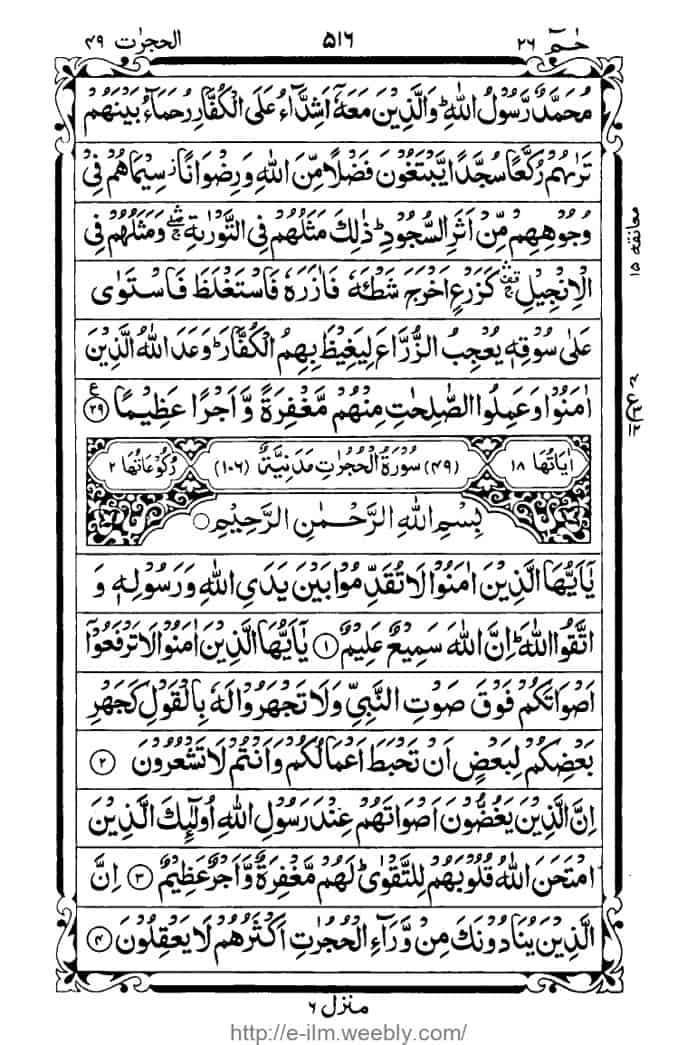 حٰمٓ ٢٦ ٥١٦ الحجرٰت ٤٩
مُحَمَّدٌ رَّسُوْلُ اللّٰهِ ؕ وَالَّذِيْنَ مَعَهٗۤ اَشِدَّآءُ عَلَى الْكُفَّارِ رُحَمَآءُ بَيْنَهُمْ
تَرٰىهُمْ رُكَّعًا سُجَّدًا يَّبْتَغُوْنَ فَضْلًا مِّنَ اللّٰهِ وَرِضْوَانًا ؗ سِيْمَاهُمْ فِيْ
وُجُوْهِهِمْ مِّنْ اَثَرِ السُّجُوْدِ ؕ ذٰلِكَ مَثَلُهُمْ فِي التَّوْرٰىةِ ۛۖۚ وَمَثَلُهُمْ فِي
معانقة ١٥
الْاِنْجِيْلِ ۛ۫ۚ كَزَرْعٍ اَخْرَجَ شَطْـَٔهٗ فَاٰزَرَهٗ فَاسْتَغْلَظَ فَاسْتَوٰى
عَلٰى سُوْقِهٖ يُعْجِبُ الزُّرَّاعَ لِيَغِيْظَ بِهِمُ الْكُفَّارَ ؕ وَعَدَ اللّٰهُ الَّذِيْنَ
اٰمَنُوْا وَعَمِلُوا الصّٰلِحٰتِ مِنْهُمْ مَّغْفِرَةً وَّاَجْرًا عَظِيْمًا ع ٢٩
اٰيَاتُهَا ١٨ (٤٩) سُوْرَةُ الْحُجُرٰتِ مَدَنِيَّةٌ (١٠٦) رُكُوْعَاتُهَا ٢
بِسْمِ اللّٰهِ الرَّحْمٰنِ الرَّحِيْمِ
يٰۤاَيُّهَا الَّذِيْنَ اٰمَنُوْا لَا تُقَدِّمُوْا بَيْنَ يَدَيِ اللّٰهِ وَرَسُوْلِهٖ وَ
اتَّقُوا اللّٰهَ ؕ اِنَّ اللّٰهَ سَمِيْعٌ عَلِيْمٌ ١ يٰۤاَيُّهَا الَّذِيْنَ اٰمَنُوْا لَا تَرْفَعُوْۤا
اَصْوَاتَكُمْ فَوْقَ صَوْتِ النَّبِيِّ وَلَا تَجْهَرُوْا لَهٗ بِالْقَوْلِ كَجَهْرِ
بَعْضِكُمْ لِبَعْضٍ اَنْ تَحْبَطَ اَعْمَالُكُمْ وَاَنْتُمْ لَا تَشْعُرُوْنَ ٢
اِنَّ الَّذِيْنَ يَغُضُّوْنَ اَصْوَاتَهُمْ عِنْدَ رَسُوْلِ اللّٰهِ اُولٰٓئِكَ الَّذِيْنَ
امْتَحَنَ اللّٰهُ قُلُوْبَهُمْ لِلتَّقْوٰى ؕ لَهُمْ مَّغْفِرَةٌ وَّاَجْرٌ عَظِيْمٌ ٣ اِنَّ
الَّذِيْنَ يُنَادُوْنَكَ مِنْ وَّرَآءِ الْحُجُرٰتِ اَكْثَرُهُمْ لَا يَعْقِلُوْنَ ٤
منزل ٦
http://e-ilm.weebly.com/